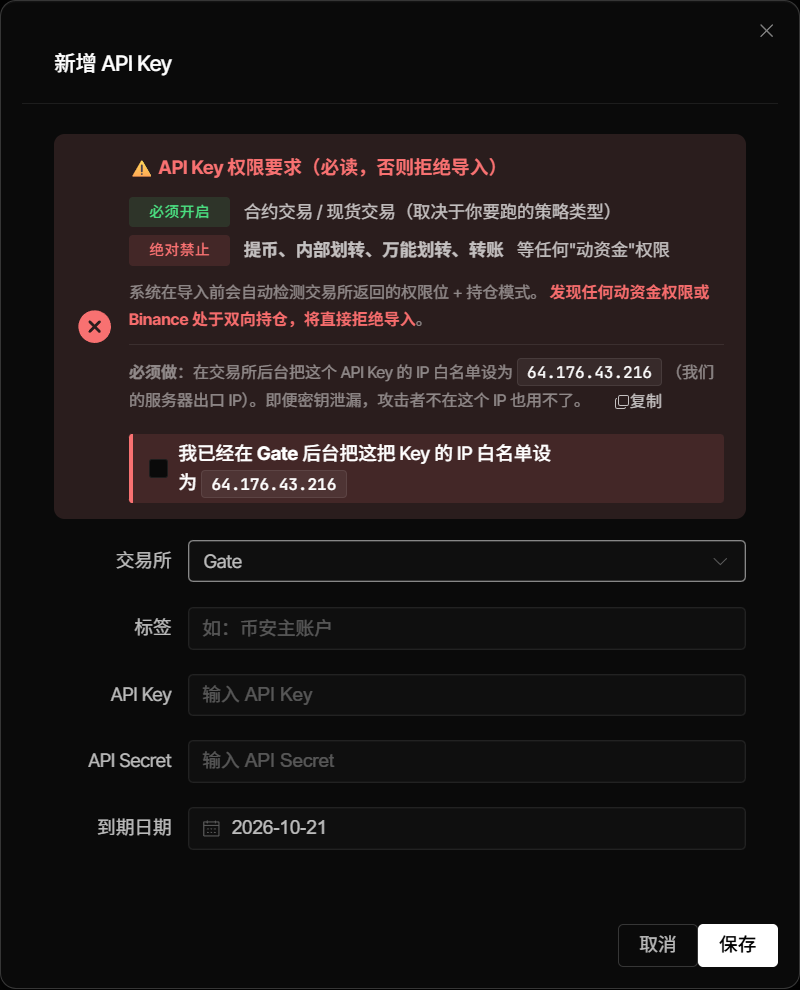 新增 API Key
⚠ API Key 权限要求（必读，否则拒绝导入）
必须开启 合约交易 / 现货交易（取决于你要跑的策略类型）
绝对禁止 提币、内部划转、万能划转、转账 等任何"动资金"权限
系统在导入前会自动检测交易所返回的权限位 + 持仓模式。 发现任何动资金权限或
Binance 处于双向持仓，将直接拒绝导入。
必须做：在交易所后台把这个 API Key 的 IP 白名单设为 64.176.43.216 （我们
的服务器出口 IP）。即便密钥泄漏，攻击者不在这个 IP 也用不了。 复制
我已经在 Gate 后台把这把 Key 的 IP 白名单设
为 64.176.43.216
交易所 Gate
标签 如：币安主账户
API Key 输入 API Key
API Secret 输入 API Secret
到期日期 2026-10-21
取消 保存